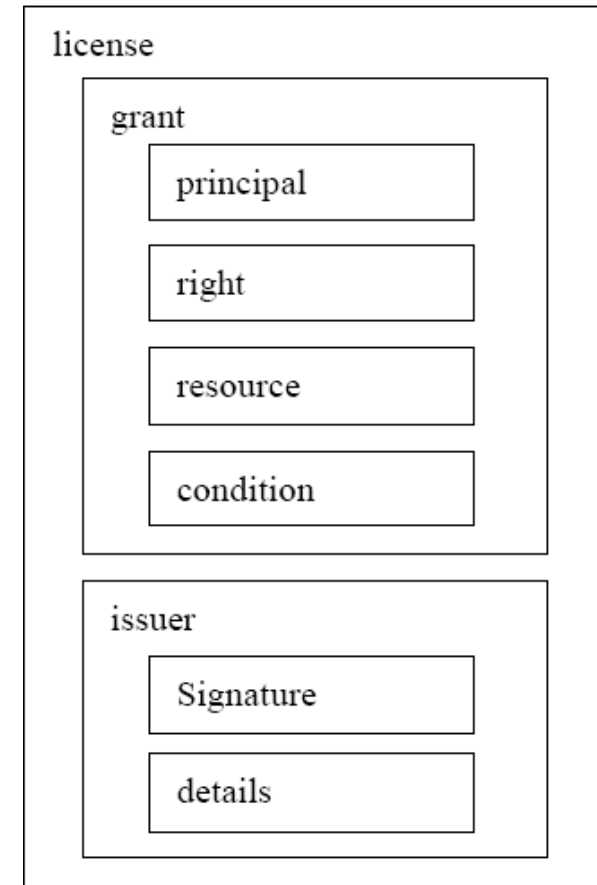 license
grant
principal
right
resource
condition
issuer
Signature
details